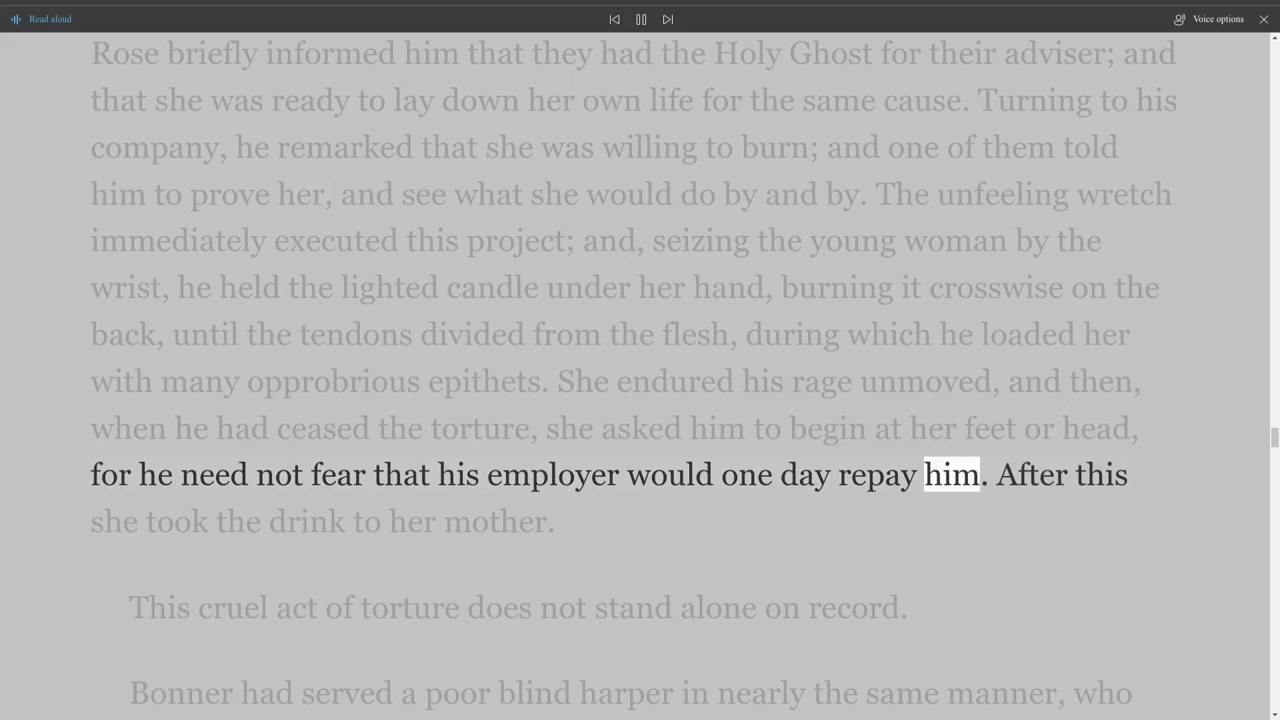 Read aloud
Voice options
Rose briefly informed him that they had the Holy Ghost for their adviser; and
that she was ready to lay down her own life for the same cause. Turning to his
company, he remarked that she was willing to burn; and one of them told
him to prove her, and see what she would do by and by. The unfeeling wretch
immediately executed this project; and, seizing the young woman by the
wrist, he held the lighted candle under her hand, burning it crosswise on the
back, until the tendons divided from the flesh, during which he loaded her
with many opprobrious epithets. She endured his rage unmoved, and then,
when he had ceased the torture, she asked him to begin at her feet or head,
for he need not fear that his employer would one day repay him. After this
she took the drink to her mother.
This cruel act of torture does not stand alone on record.
Bonner had served a poor blind harper in nearly the same manner, who